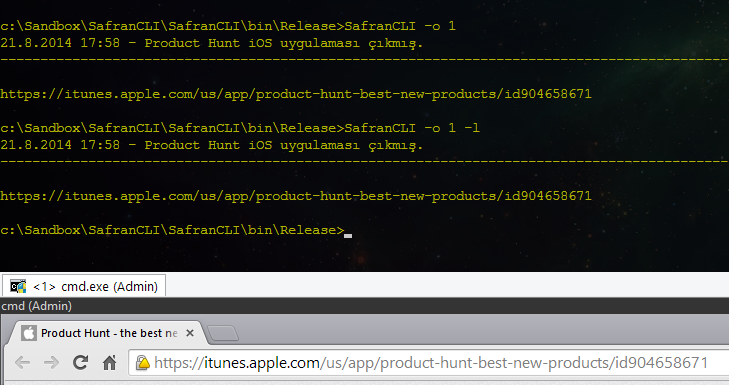 c:\Sandbox\SafranCLI\SafranCLI\bin\Release>SafranCLI -o 1
21.8.2014 17:58 - Product Hunt iOS uygulaması çıkmış.
--------------------------------------------------------------------------------
https://itunes.apple.com/us/app/product-hunt-best-new-products/id904658671
c:\Sandbox\SafranCLI\SafranCLI\bin\Release>SafranCLI -o 1 -l
21.8.2014 17:58 - Product Hunt iOS uygulaması çıkmış.
--------------------------------------------------------------------------------
https://itunes.apple.com/us/app/product-hunt-best-new-products/id904658671
c:\Sandbox\SafranCLI\SafranCLI\bin\Release>
<1> cmd.exe (Admin)
cmd (Admin)
Product Hunt - the best ne
https://itunes.apple.com/us/app/product-hunt-best-new-products/id904658671